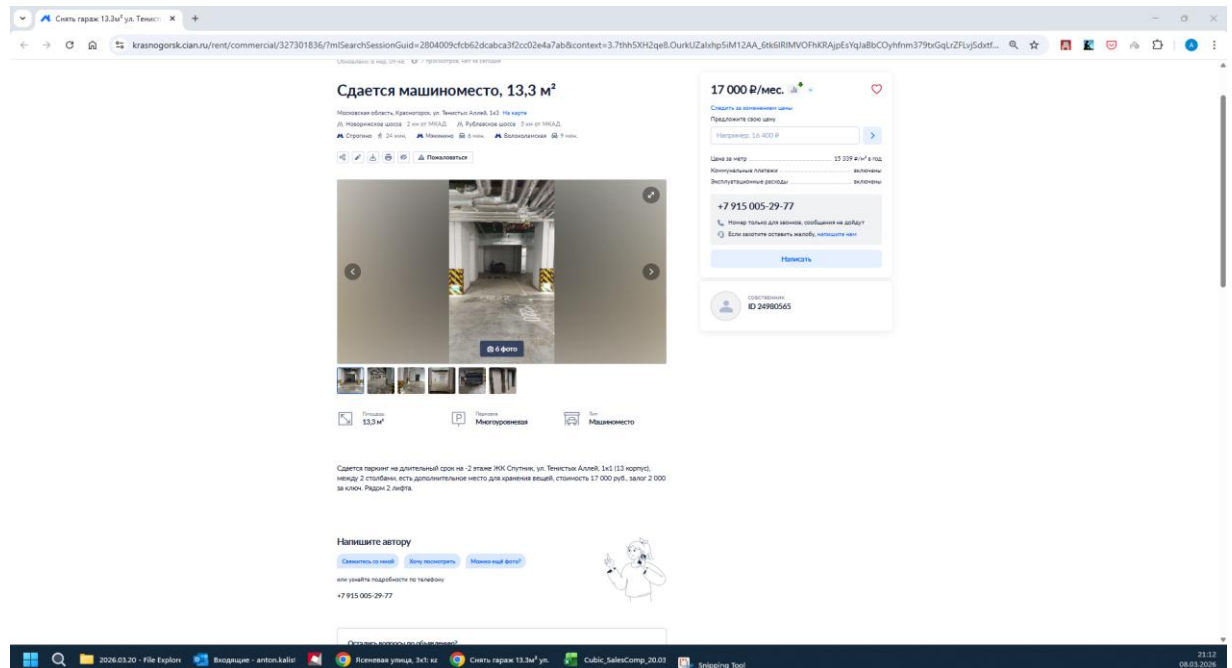 Снять гараж 13.3м² ул. Тенист
krasnogorsk.cian.ru/rent/commercial/327301836/?mlSearchSessionGuid=2804009cfcb62dcabca3f2cc02e4a7ab&context=
Сдается машиноместо, 13,3 м²
Московская область, Красногорск, ул. Тенистых Аллей, 1к2 На карте
Новорижское шоссе 2 км от МКАД Рублевское шоссе 3 км от МКАД
Строгино 24 мин. Мякинино 6 мин. Волоколамская 9 мин.
Пожаловаться
6 фото
Площадь
13,3 м²
Парковка
Многоуровневая
Тип
Машиноместо
Сдается паркинг на длительный срок на -2 этаже ЖК Спутник, ул. Тенистых Аллей, 1к1 (13 корпус),
между 2 столбами, есть дополнительное место для хранения вещей, стоимость 17 000 руб., залог 2 000
за ключ. Рядом 2 лифта.
Напишите автору
Свяжитесь со мной Хочу посмотреть Можно ещё фото?
или узнайте подробности по телефону
+7 915 005-29-77
Остались вопросы по объявлению?
17 000 ₽/мес.
Следить за изменением цены
Предложите свою цену
Например, 16 400 ₽
Цена за метр 15 339 ₽/м² в год
Коммунальные платежи включены
Эксплуатационные расходы включены
+7 915 005-29-77
Номер только для звонков, сообщения не дойдут
Если захотите оставить жалобу, напишите нам
Написать
СОБСТВЕННИК
ID 24980565
2026.03.20 - File Explore
Входящие - anton.kalis
Ясеневая улица, 3к1: кв
Снять гараж 13.3м² ул.
Cubic_SalesComp_20.03
Snipping Tool
21:12
08.03.2026